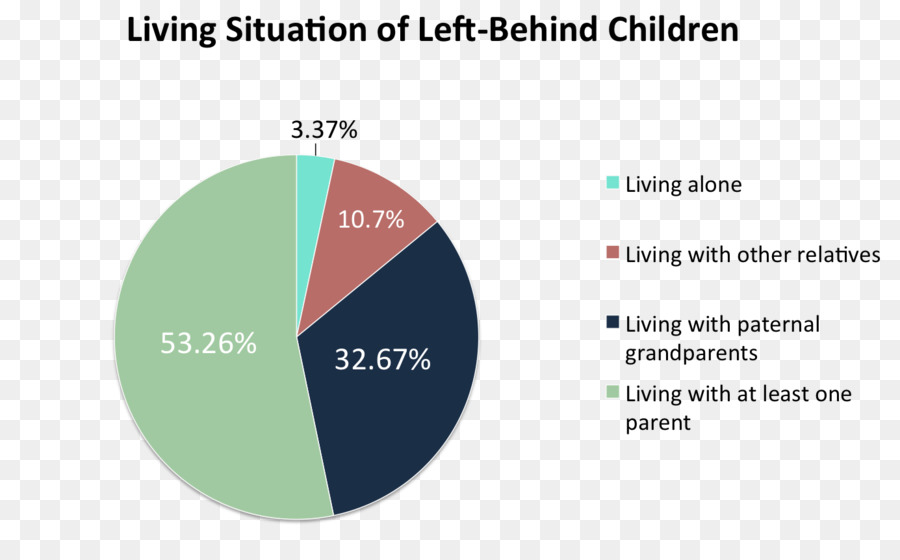 Living Situation of Left-Behind Children
3.37%
10.7%
53.26%
32.67%
Living alone
Living with other relatives
Living with paternal
grandparents
Living with at least one
parent